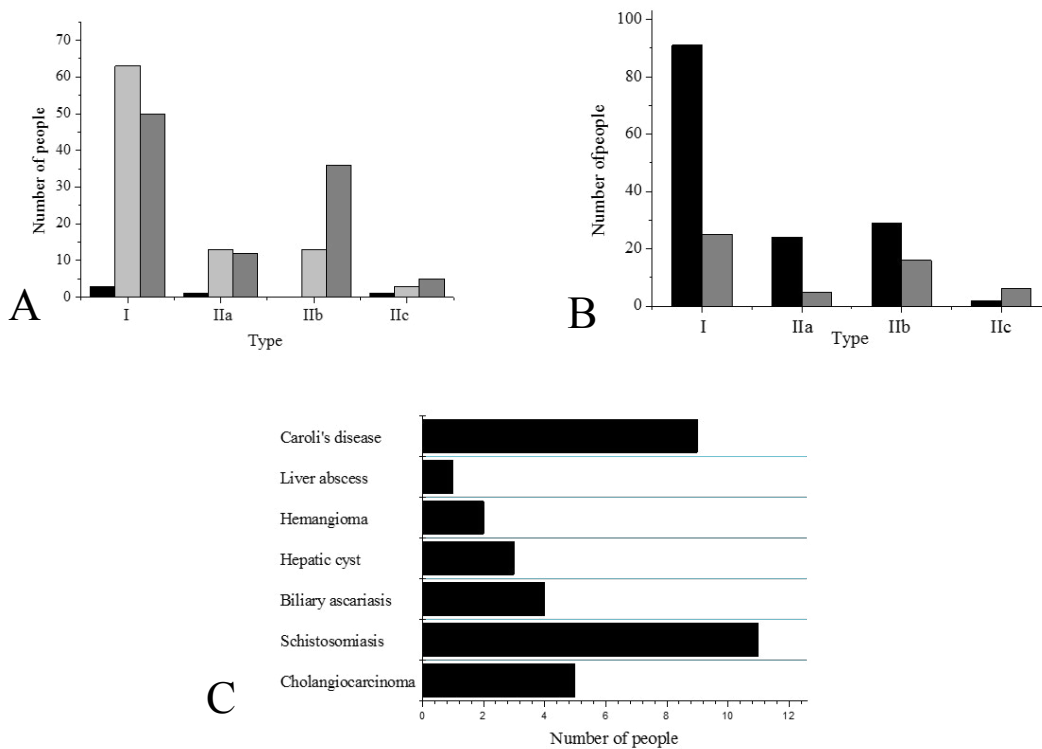 70
60
50
40
30
20
10
0
Number of people
I IIa IIb IIc
Type
A
100
80
60
40
20
0
Number ofpeople
I IIa IIb IIc
Type
B
Caroli's disease
Liver abscess
Hemangioma
Hepatic cyst
Biliary ascariasis
Schistosomiasis
Cholangiocarcinoma
0 2 4 6 8 10 12
Number of people
C